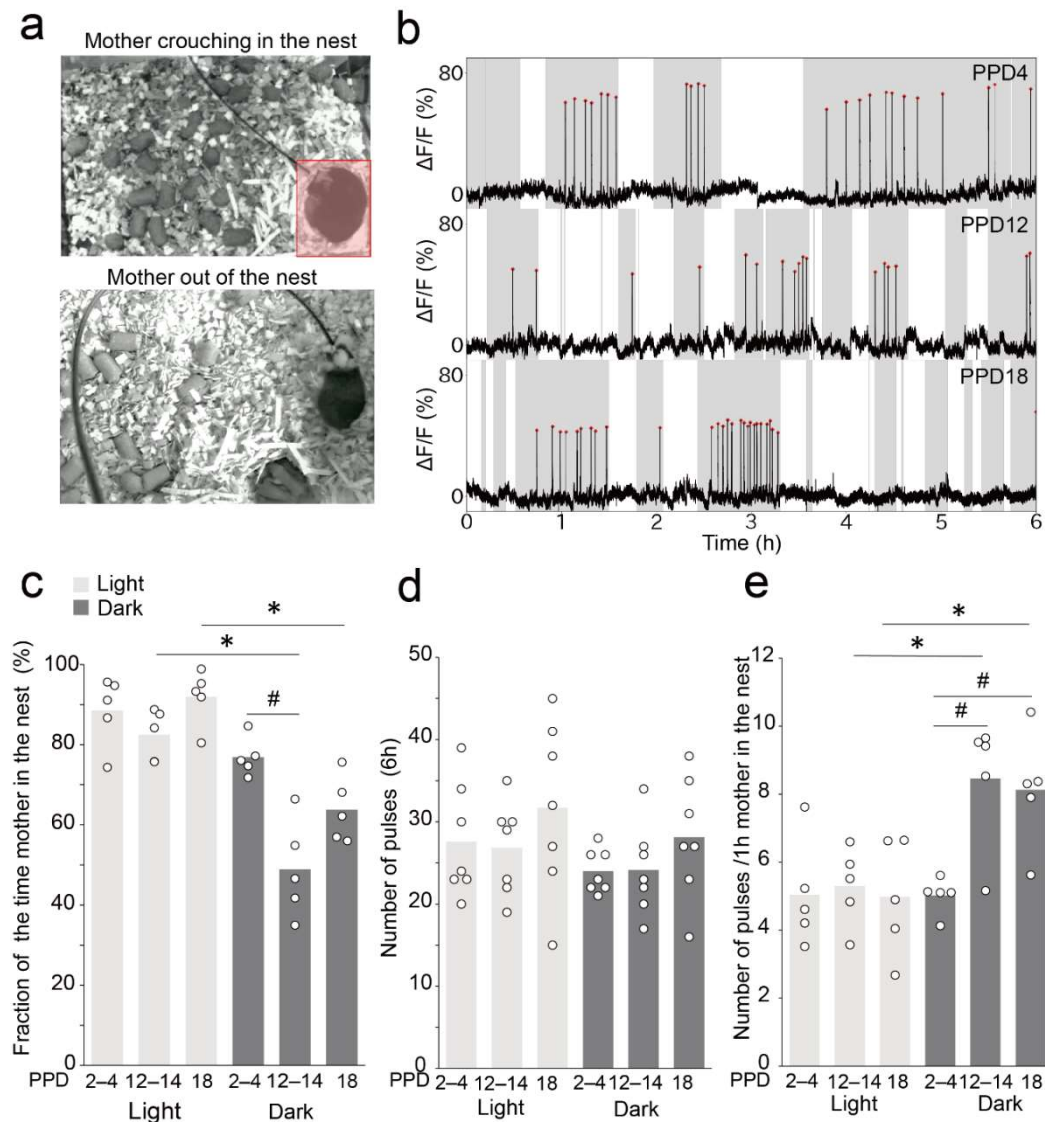 a
Mother crouching in the nest
Mother out of the nest
b
80
ΔF/F (%)
0
PPD4
80
ΔF/F (%)
0
PPD12
80
ΔF/F (%)
0
PPD18
0 1 2 3 4 5 6
Time (h)
c
Light
Dark
*
*
#
Fraction of the time mother in the nest (%)
100
80
60
40
20
0
PPD 2–4 12–14 18 2–4 12–14 18
Light Dark
d
Number of pulses (6h)
50
40
30
20
10
0
PPD 2–4 12–14 18 2–4 12–14 18
Light Dark
e
*
*
#
#
Number of pulses /1h mother in the nest
12
10
8
6
4
2
0
PPD 2–4 12–14 18 2–4 12–14 18
Light Dark